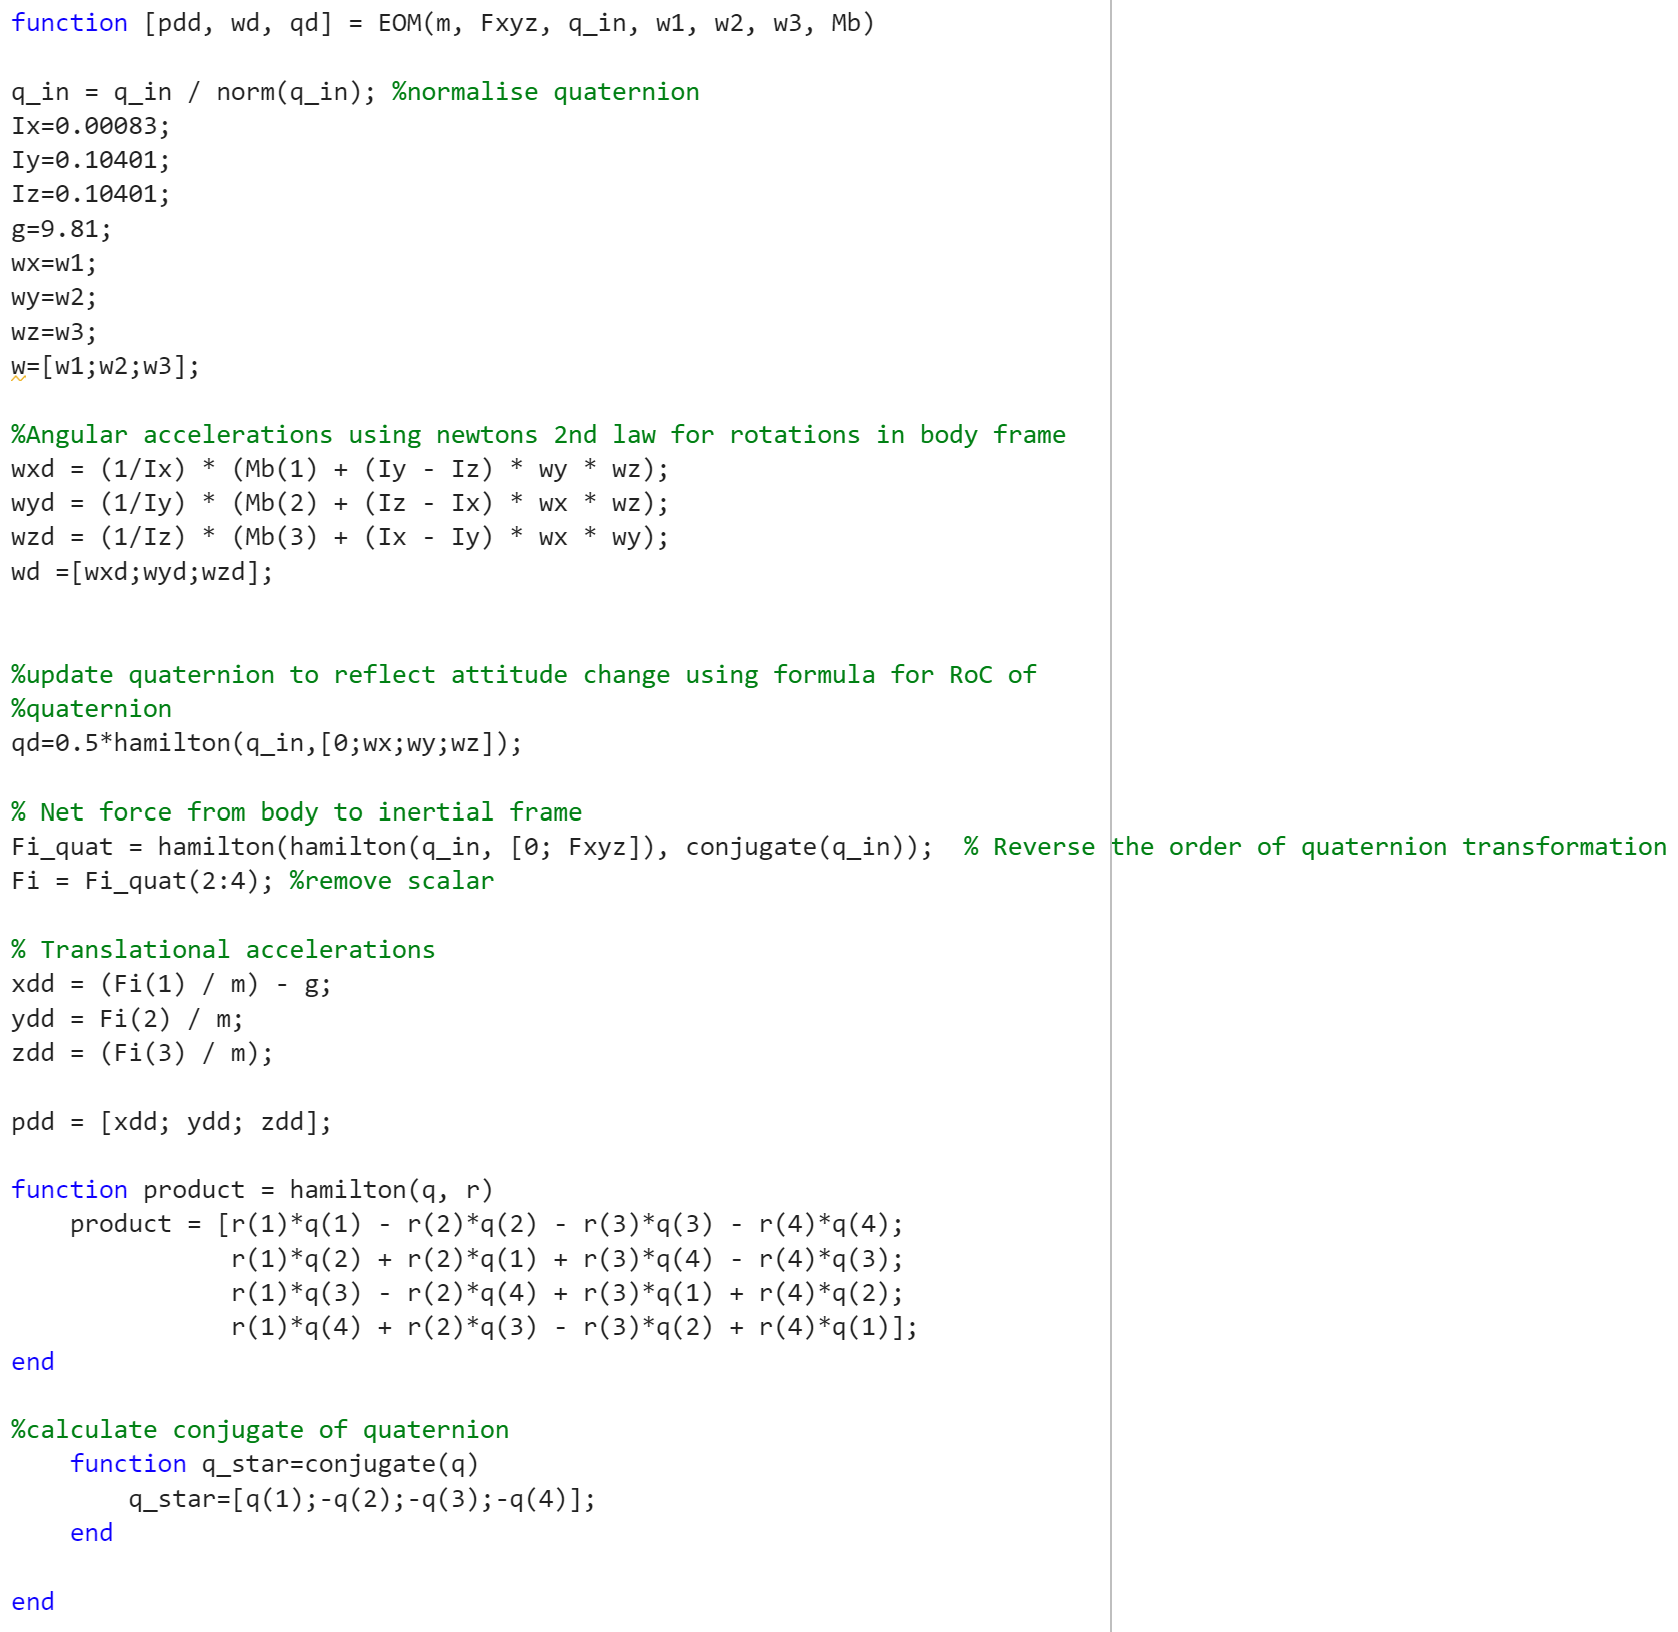 function [pdd, wd, qd] = EOM(m, Fxyz, q_in, w1, w2, w3, Mb)
q_in = q_in / norm(q_in); %normalise quaternion
Ix=0.00083;
Iy=0.10401;
Iz=0.10401;
g=9.81;
wx=w1;
wy=w2;
wz=w3;
w=[w1;w2;w3];
%Angular accelerations using newtons 2nd law for rotations in body frame
wxd = (1/Ix) * (Mb(1) + (Iy - Iz) * wy * wz);
wyd = (1/Iy) * (Mb(2) + (Iz - Ix) * wx * wz);
wzd = (1/Iz) * (Mb(3) + (Ix - Iy) * wx * wy);
wd =[wxd;wyd;wzd];
%update quaternion to reflect attitude change using formula for RoC of
%quaternion
qd=0.5*hamilton(q_in,[0;wx;wy;wz]);
% Net force from body to inertial frame
Fi_quat = hamilton(hamilton(q_in, [0; Fxyz]), conjugate(q_in));  % Reverse the order of quaternion transformation
Fi = Fi_quat(2:4); %remove scalar
% Translational accelerations
xdd = (Fi(1) / m) - g;
ydd = Fi(2) / m;
zdd = (Fi(3) / m);
pdd = [xdd; ydd; zdd];
function product = hamilton(q, r)
    product = [r(1)*q(1) - r(2)*q(2) - r(3)*q(3) - r(4)*q(4);
               r(1)*q(2) + r(2)*q(1) + r(3)*q(4) - r(4)*q(3);
               r(1)*q(3) - r(2)*q(4) + r(3)*q(1) + r(4)*q(2);
               r(1)*q(4) + r(2)*q(3) - r(3)*q(2) + r(4)*q(1)];
end
%calculate conjugate of quaternion
    function q_star=conjugate(q)
        q_star=[q(1);-q(2);-q(3);-q(4)];
    end
end